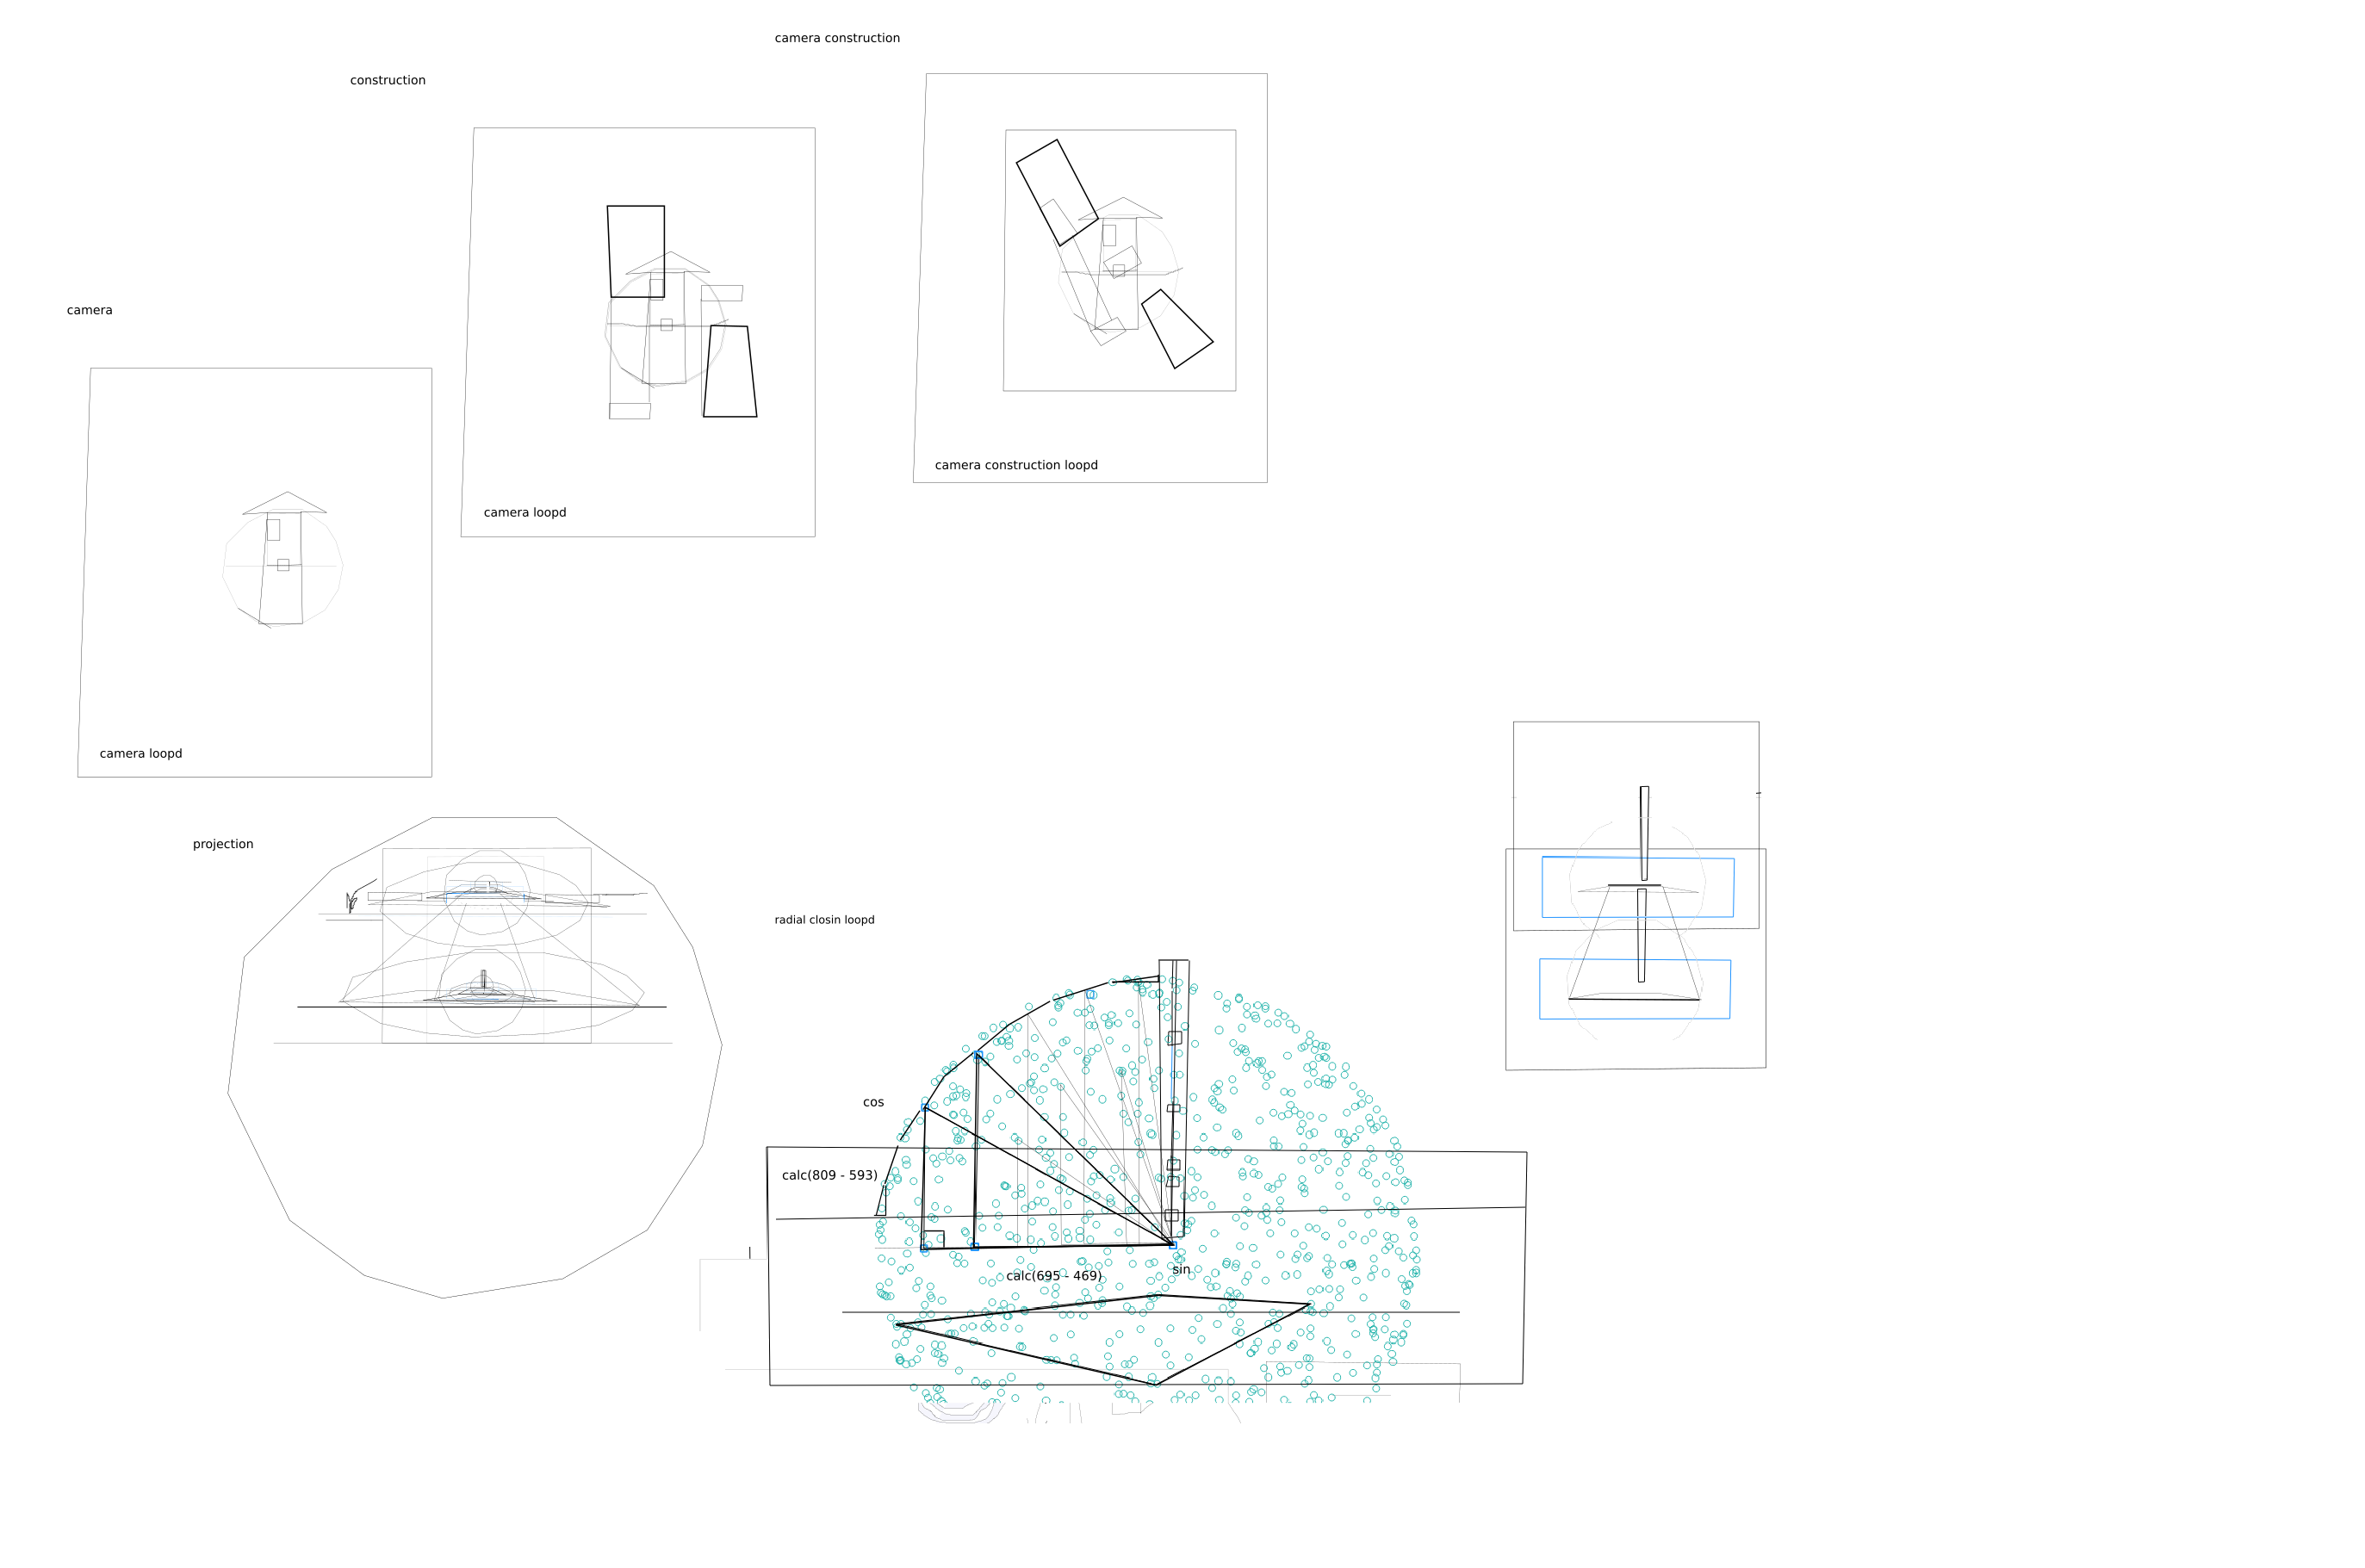 camera construction
construction
camera
camera construction loopd
camera loopd
camera loopd
projection
radial closin loopd
cos
calc(809 - 593)
sin
calc(695 - 469)